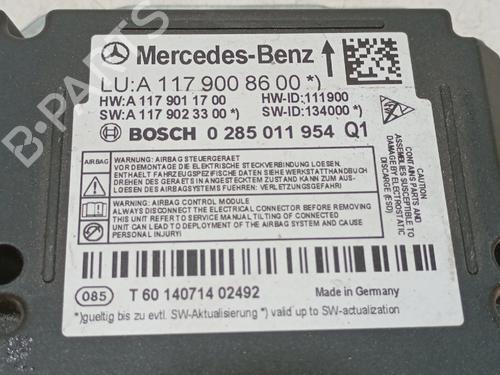 Mercedes-Benz
LU:A 117 900 86 00 *)
HW:A 117 901 17 00 HW-ID:111900
SW:A 117 902 33 00 *) SW-ID:134000 *)
BOSCH 0 285 011 954 Q1
AIRBAG
WARNUNG: AIRBAG STEUERGERAET
VOR DEMONTAGE DIE ELEKTRISCHE STECKVERBINDUNG LOESEN.
ENTHAELT FAHRZEUGSPEZIFISCHE DATEN SIEHE WERKSTATTHANDBUCH
DREHEN DES GERAETS IN ANGESTECKTEM ZUSTAND KANN ZU
AUSLOESEN DES AIRBAGSYSTEMS FUEHREN: VERLETZUNGSGEFAHR!
WARNING: AIRBAG CONTROL MODULE
ALWAYS DISCONNECT THE ELECTRICAL CONNECTOR BEFORE REMOVING
THIS UNIT REFER TO SERVICE MANUAL TILTING OF CONNECTED
UNIT CAN LEAD TO DEPLOYMENT OF THE AIRBAG SYSTEM AND CAUSE
PERSONAL INJURY!
CAUTION
CONTAINS PARTS AND
ASSEMBLIES SUSCEPTIBLE TO
DAMAGE BY ELECTROSTATIC
DISCHARGE (ESD)
085 T 60 140714 02492 Made in Germany
*)gueltig bis zu evtl. SW-Aktualisierung *) valid up to SW-actualization
B